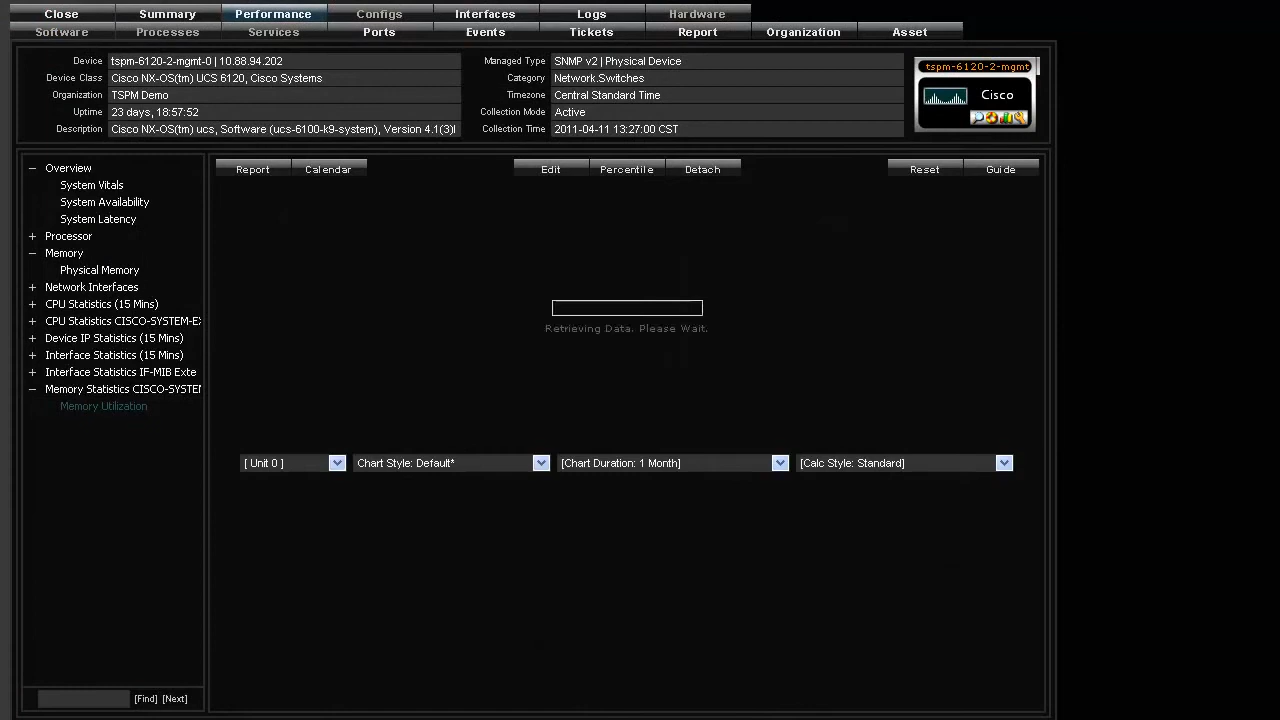 Close Summary Performance Configs Interfaces Logs Hardware
Software Processes Services Ports Events Tickets Report Organization Asset
Device tspm-6120-2-mgmt-0 | 10.88.94.202
Device Class Cisco NX-OS(tm) UCS 6120, Cisco Systems
Organization TSPM Demo
Uptime 23 days, 18:57:52
Description Cisco NX-OS(tm) ucs, Software (ucs-6100-k9-system), Version 4.1(3)
Managed Type SNMP v2 | Physical Device
Category Network.Switches
Timezone Central Standard Time
Collection Mode Active
Collection Time 2011-04-11 13:27:00 CST
tspm-6120-2-mgmt
Cisco
Overview
System Vitals
System Availability
System Latency
Processor
Memory
Physical Memory
Network Interfaces
CPU Statistics (15 Mins)
CPU Statistics CISCO-SYSTEM-EX
Device IP Statistics (15 Mins)
Interface Statistics (15 Mins)
Interface Statistics IF-MIB Exte
Memory Statistics CISCO-SYSTEM
Memory Utilization
[Find] [Next]
Report Calendar Edit Percentile Detach Reset Guide
Retrieving Data. Please Wait.
[ Unit 0 ] Chart Style: Default* [Chart Duration: 1 Month] [Calc Style: Standard]